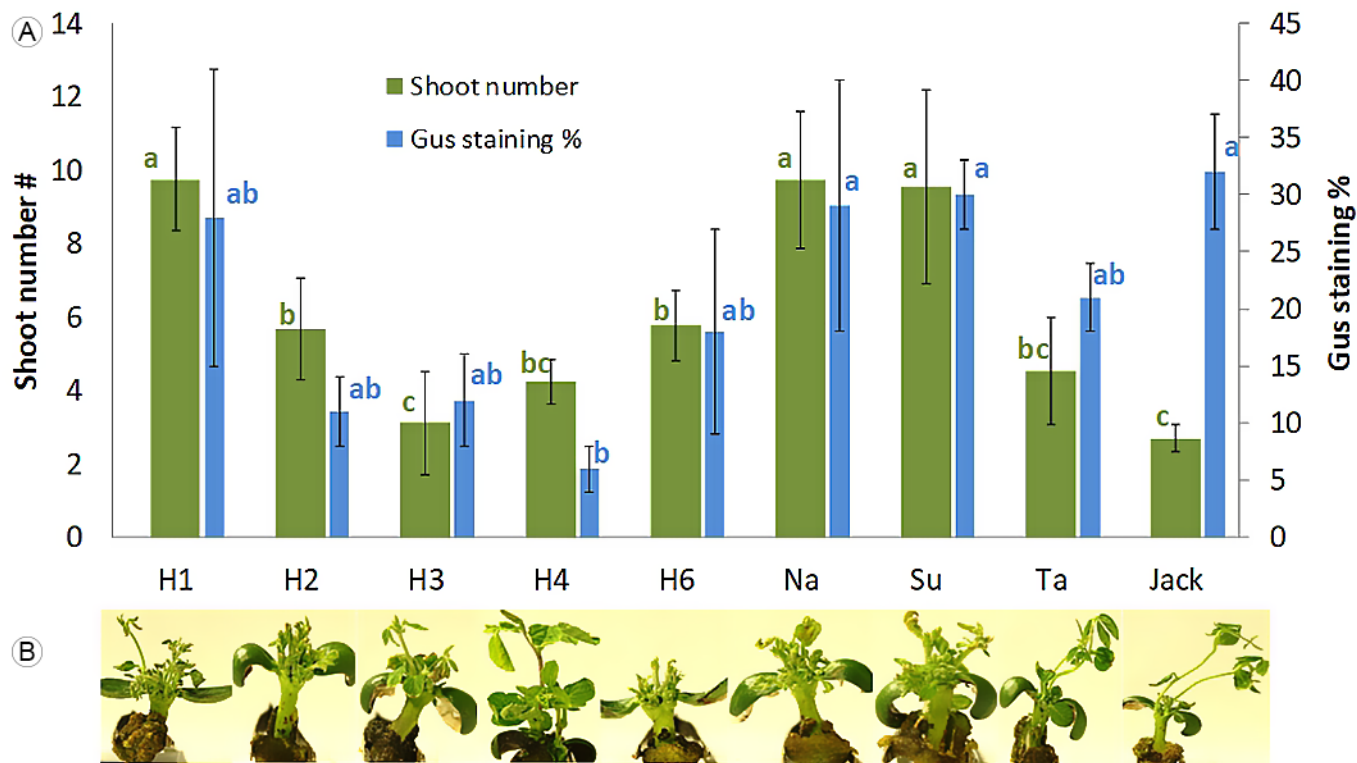 A
14
12
10
8
6
4
2
0
Shoot number #
Shoot number
Gus staining %
45
40
35
30
25
20
15
10
5
0
Gus staining %
a
ab
b
ab
c
ab
bc
b
b
ab
a
a
a
a
bc
ab
c
a
H1 H2 H3 H4 H6 Na Su Ta Jack
B